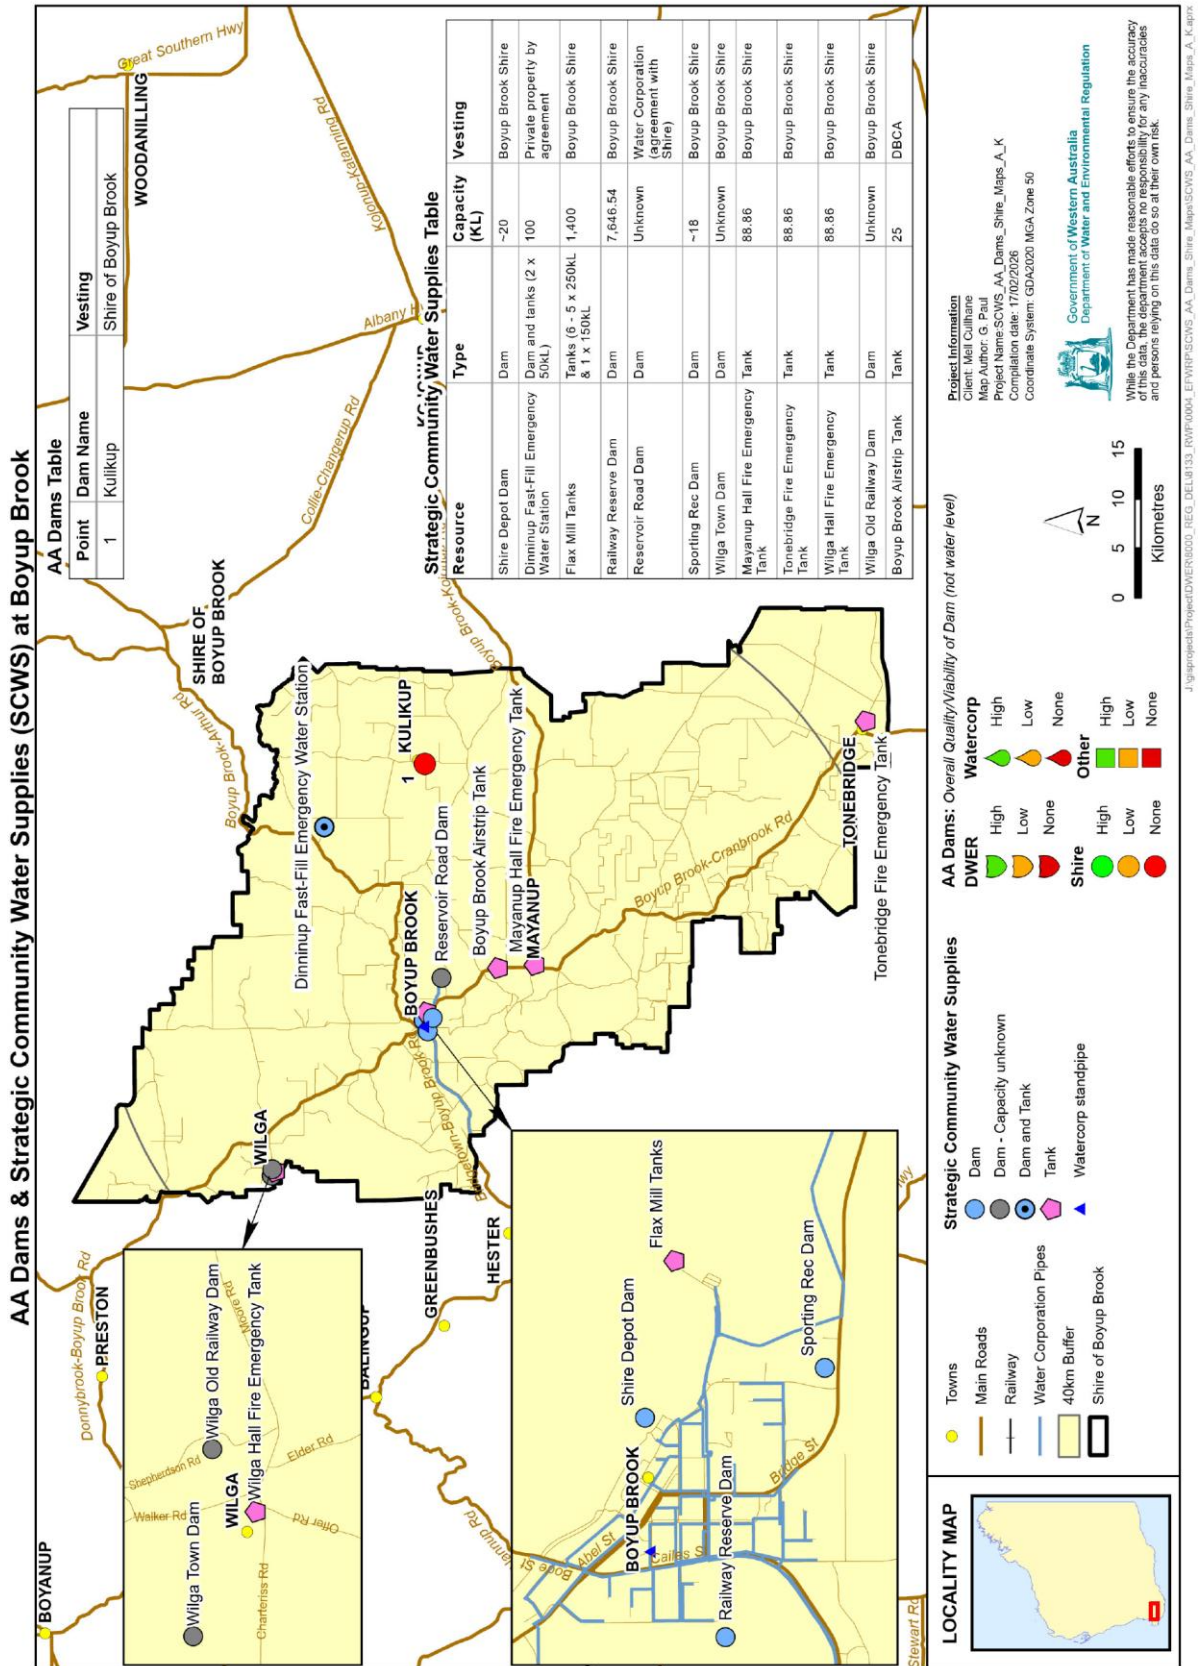 AA Dams & Strategic Community Water Supplies (SCWS) at Boyup Brook
AA Dams Table
Point Dam Name Vesting
1 Kulikup Shire of Boyup Brook
Strategic Community Water Supplies Table
Resource Type Capacity (KL) Vesting
Shire Depot Dam Dam ~20 Boyup Brook Shire
Dinninup Fast-Fill Emergency Water Station Dam and tanks (2 x 50kL) 100 Private property by agreement
Flax Mill Tanks Tanks (6 - 5 x 250kL & 1 x 150kL 1,400 Boyup Brook Shire
Railway Reserve Dam Dam 7,646.54 Boyup Brook Shire
Reservoir Road Dam Dam Unknown Water Corporation (agreement with Shire)
Sporting Rec Dam Dam ~18 Boyup Brook Shire
Wilga Town Dam Dam Unknown Boyup Brook Shire
Mayanup Hall Fire Emergency Tank Tank 88.86 Boyup Brook Shire
Tonebridge Fire Emergency Tank Tank 88.86 Boyup Brook Shire
Wilga Hall Fire Emergency Tank Tank 88.86 Boyup Brook Shire
Wilga Old Railway Dam Dam Unknown Boyup Brook Shire
Boyup Brook Airstrip Tank Tank 25 DBCA
BOYANUP
PRESTON
Donnybrook-Boyup Brook Rd
Great Southern Hwy
WOODANILLING
Kojonup-Katanning Rd
Albany H
Collie-Changerup Rd
SHIRE OF
BOYUP BROOK
Boyup Brook-Arthur Rd
Dinninup Fast-Fill Emergency Water Station
KULIKUP
1
BOYUP BROOK
Reservoir Road Dam
Boyup Brook Airstrip Tank
Mayanup Hall Fire Emergency Tank
MAYANUP
Boyup Brook-Cranbrook Rd
TONEBRIDGE
Tonebridge Fire Emergency Tank
WILGA
GREENBUSHES
HESTER
Stewart Rd
Wilga Town Dam
Wilga Old Railway Dam
Shepherdson Rd
Walker Rd
Moore Rd
WILGA
Wilga Hall Fire Emergency Tank
Elder Rd
Offer Rd
Charteriss Rd
Flax Mill Tanks
Shire Depot Dam
Sporting Rec Dam
BOYUP BROOK
Abel St
Bode St
Cailes St
Bridge St
Railway Reserve Dam
LOCALITY MAP
Towns
Main Roads
Railway
Water Corporation Pipes
40km Buffer
Shire of Boyup Brook
Strategic Community Water Supplies
Dam
Dam - Capacity unknown
Dam and Tank
Tank
Watercorp standpipe
AA Dams: Overall Quality/Viability of Dam (not water level)
DWER Watercorp
High High
Low Low
None None
Shire Other
High High
Low Low
None None
N
0 5 10 15
Kilometres
Project Information
Client: Mell Cullhane
Map Author: G. Paul
Project Name:SCWS_AA_Dams_Shire_Maps_A_K
Compilation date: 17/02/2026
Coordinate System: GDA2020 MGA Zone 50
Government of Western Australia
Department of Water and Environmental Regulation
While the Department has made reasonable efforts to ensure the accuracy
of this data, the department accepts no responsibility for any inaccuracies
and persons relying on this data do so at their own risk.